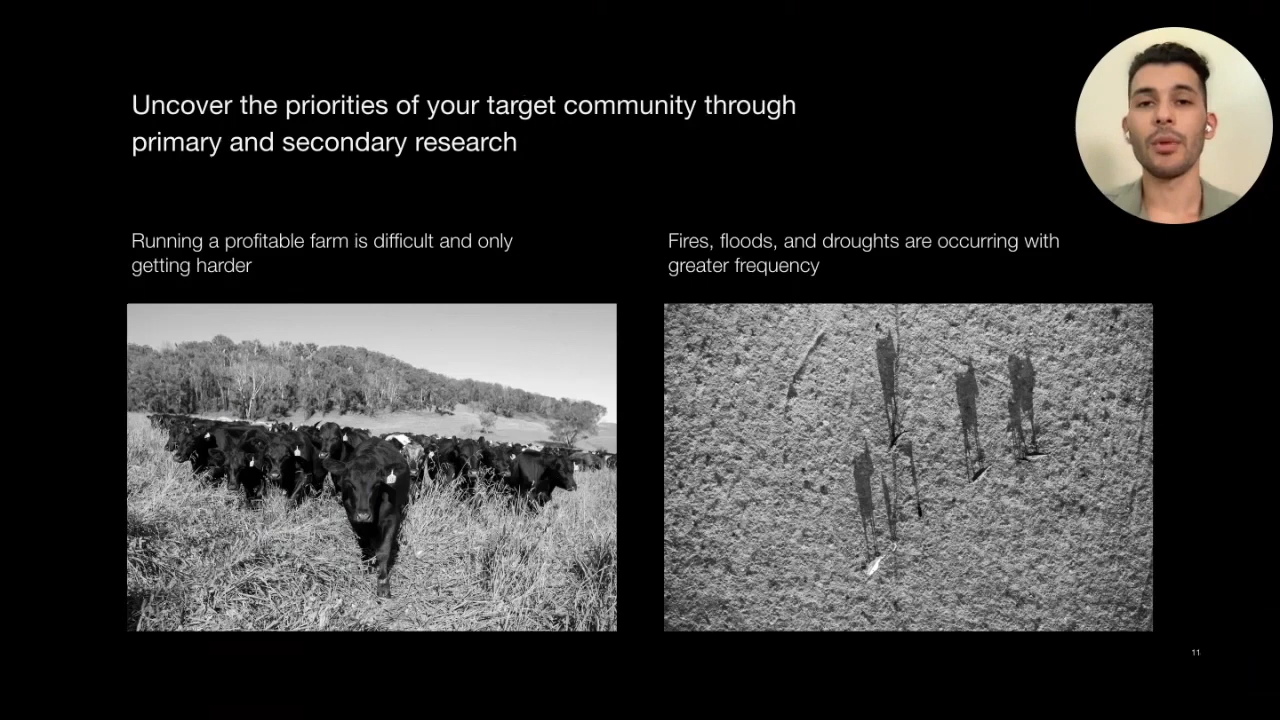 Uncover the priorities of your target community through
primary and secondary research
Running a profitable farm is difficult and only
getting harder
Fires, floods, and droughts are occurring with
greater frequency
11